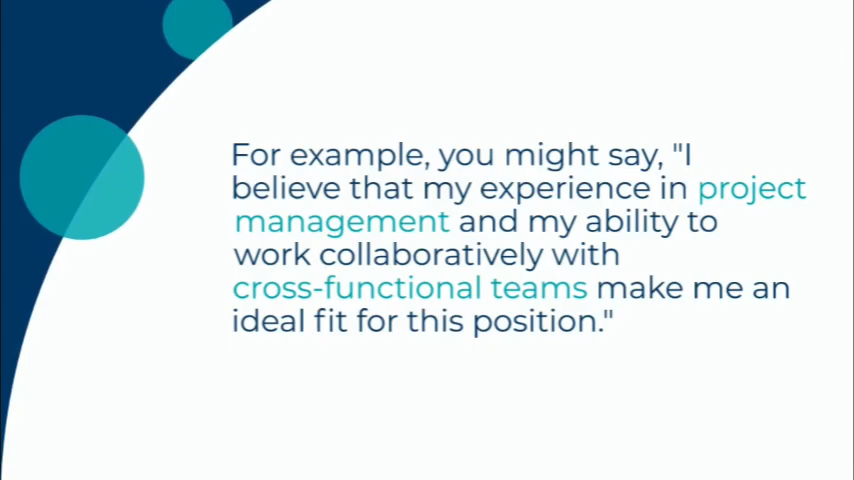 For example, you might say, "I
believe that my experience in project
management and my ability to
work collaboratively with
cross-functional teams make me an
ideal fit for this position."